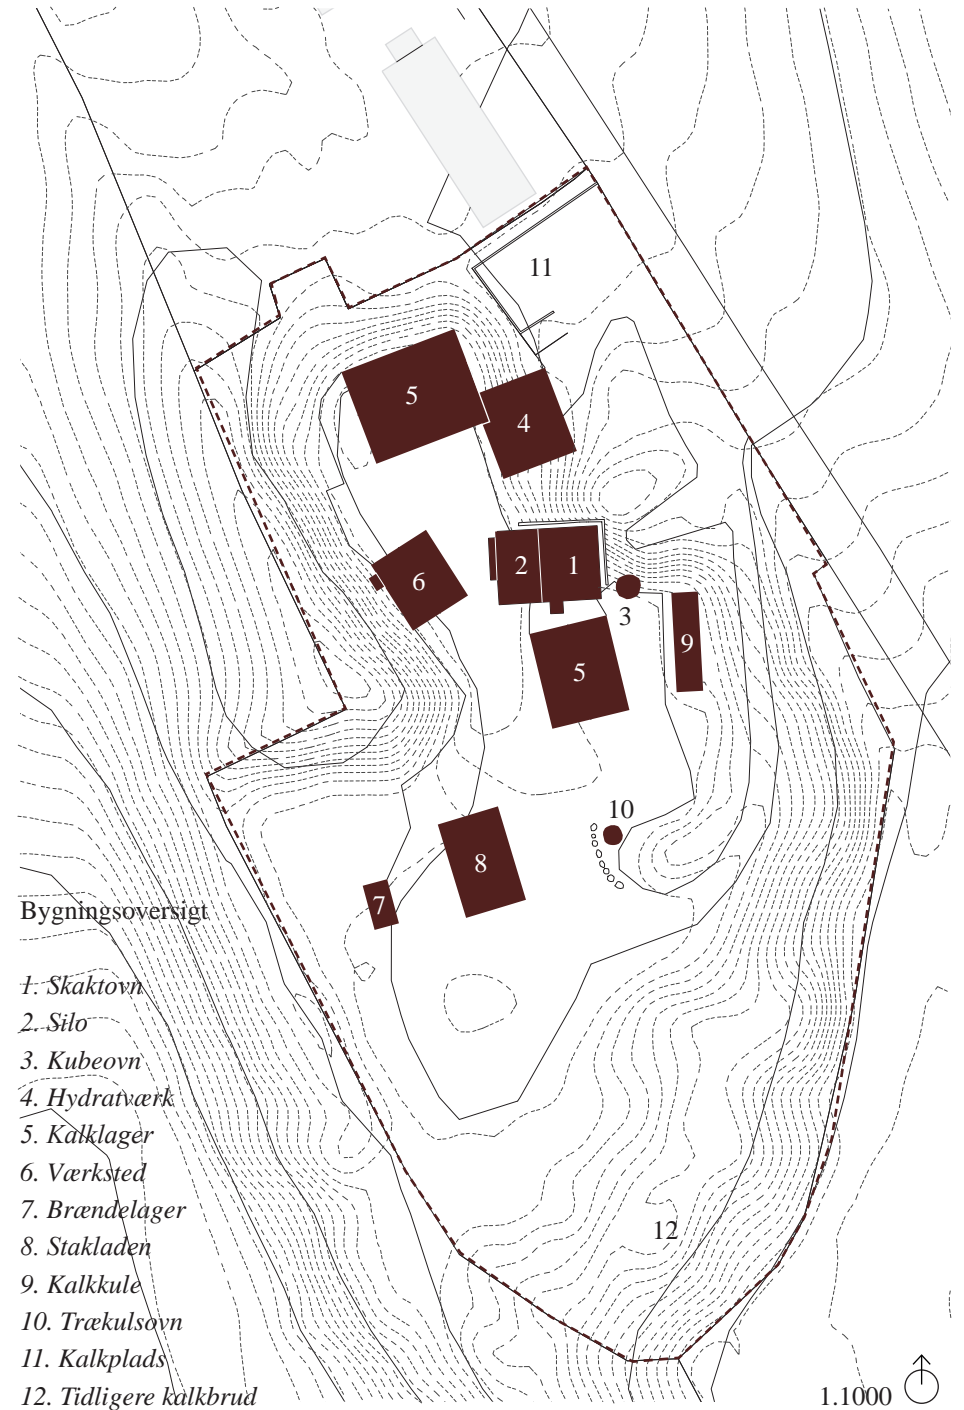 11
5
4
2
1
6
3
9
5
10
8
7
Bygningsoversigt
1. Skaktovn
2. Silo
3. Kubeovn
4. Hydratværk
5. Kalklager
6. Værksted
7. Brændelager
8. Stakladen
9. Kalkkule
10. Trækulsovn
11. Kalkplads
12. Tidligere kalkbrud
12
1.1000